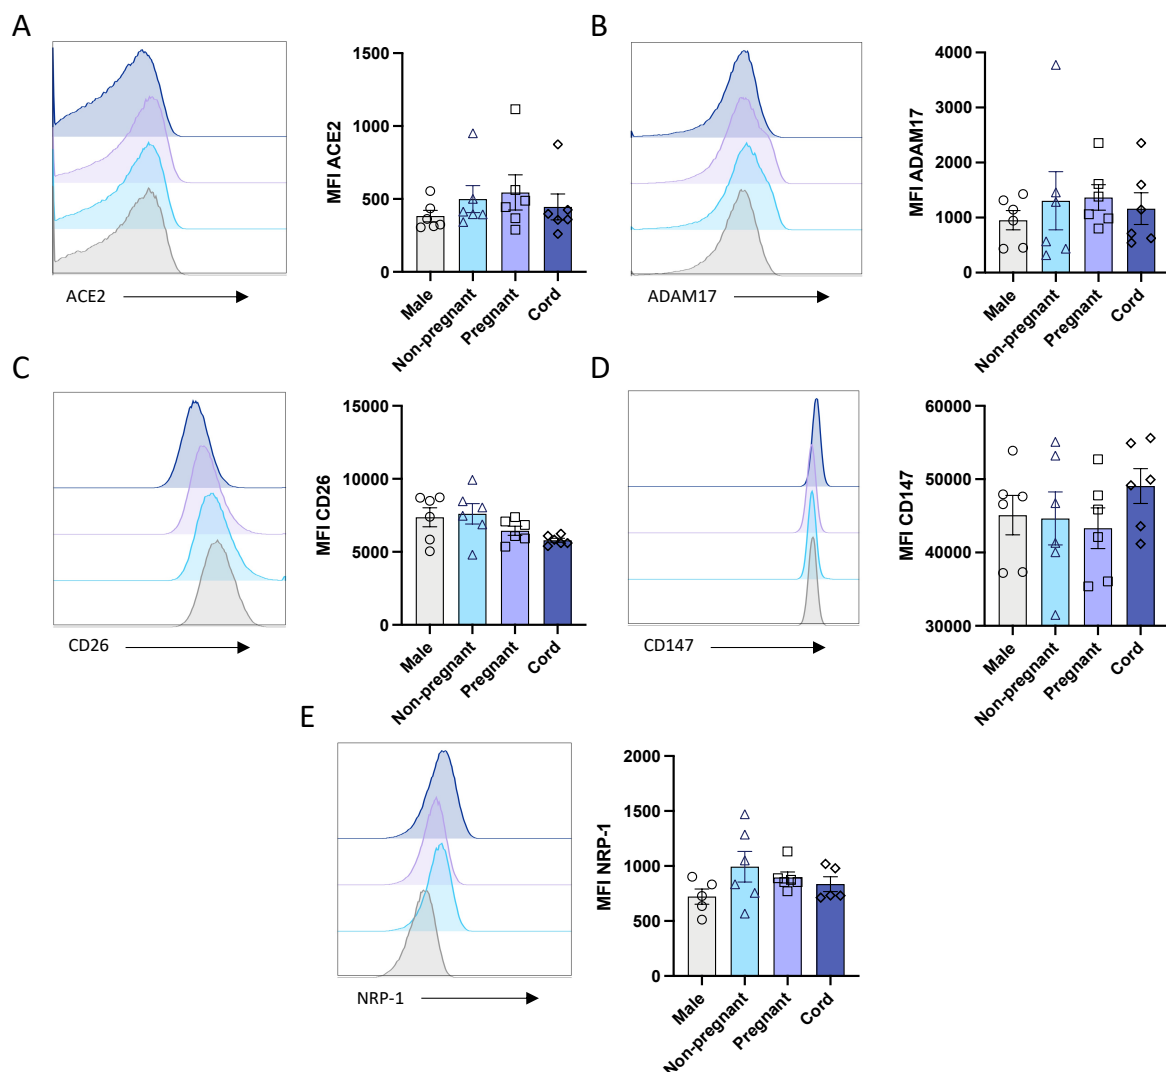 A
1500
1000
500
0
MFI ACE2
ACE2
Male
Non-pregnant
Pregnant
Cord
B
4000
3000
2000
1000
0
MFI ADAM17
ADAM17
Male
Non-pregnant
Pregnant
Cord
C
15000
10000
5000
0
MFI CD26
CD26
Male
Non-pregnant
Pregnant
Cord
D
60000
50000
40000
30000
MFI CD147
CD147
Male
Non-pregnant
Pregnant
Cord
E
2000
1500
1000
500
0
MFI NRP-1
NRP-1
Male
Non-pregnant
Pregnant
Cord